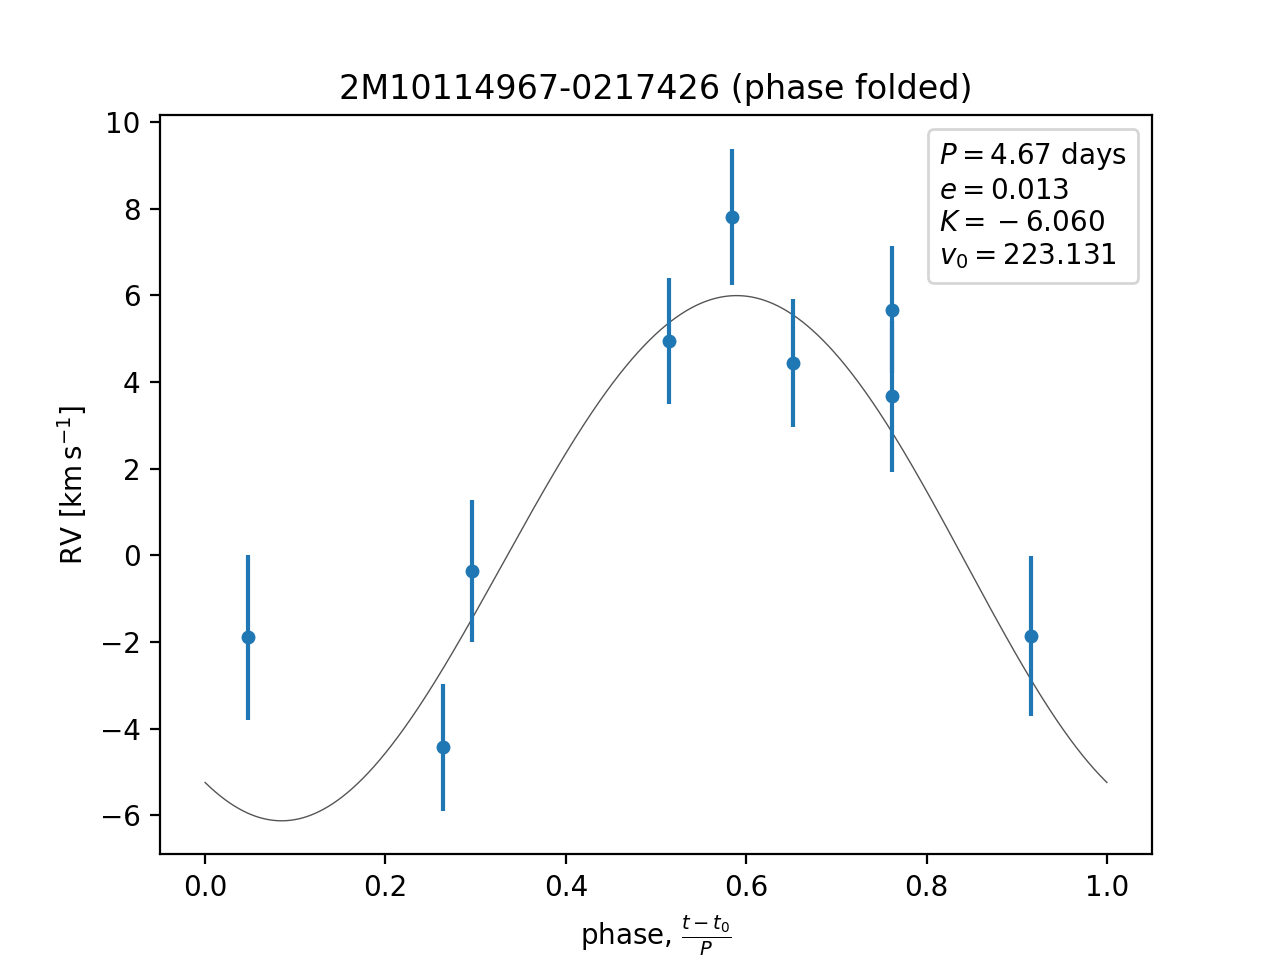 2M10114967-0217426 (phase folded)
P = 4.67 days
e = 0.013
K = −6.060
v₀ = 223.131
RV [km s⁻¹]
10
8
6
4
2
0
−2
−4
−6
0.0 0.2 0.4 0.6 0.8 1.0
phase, (t − t₀)/P